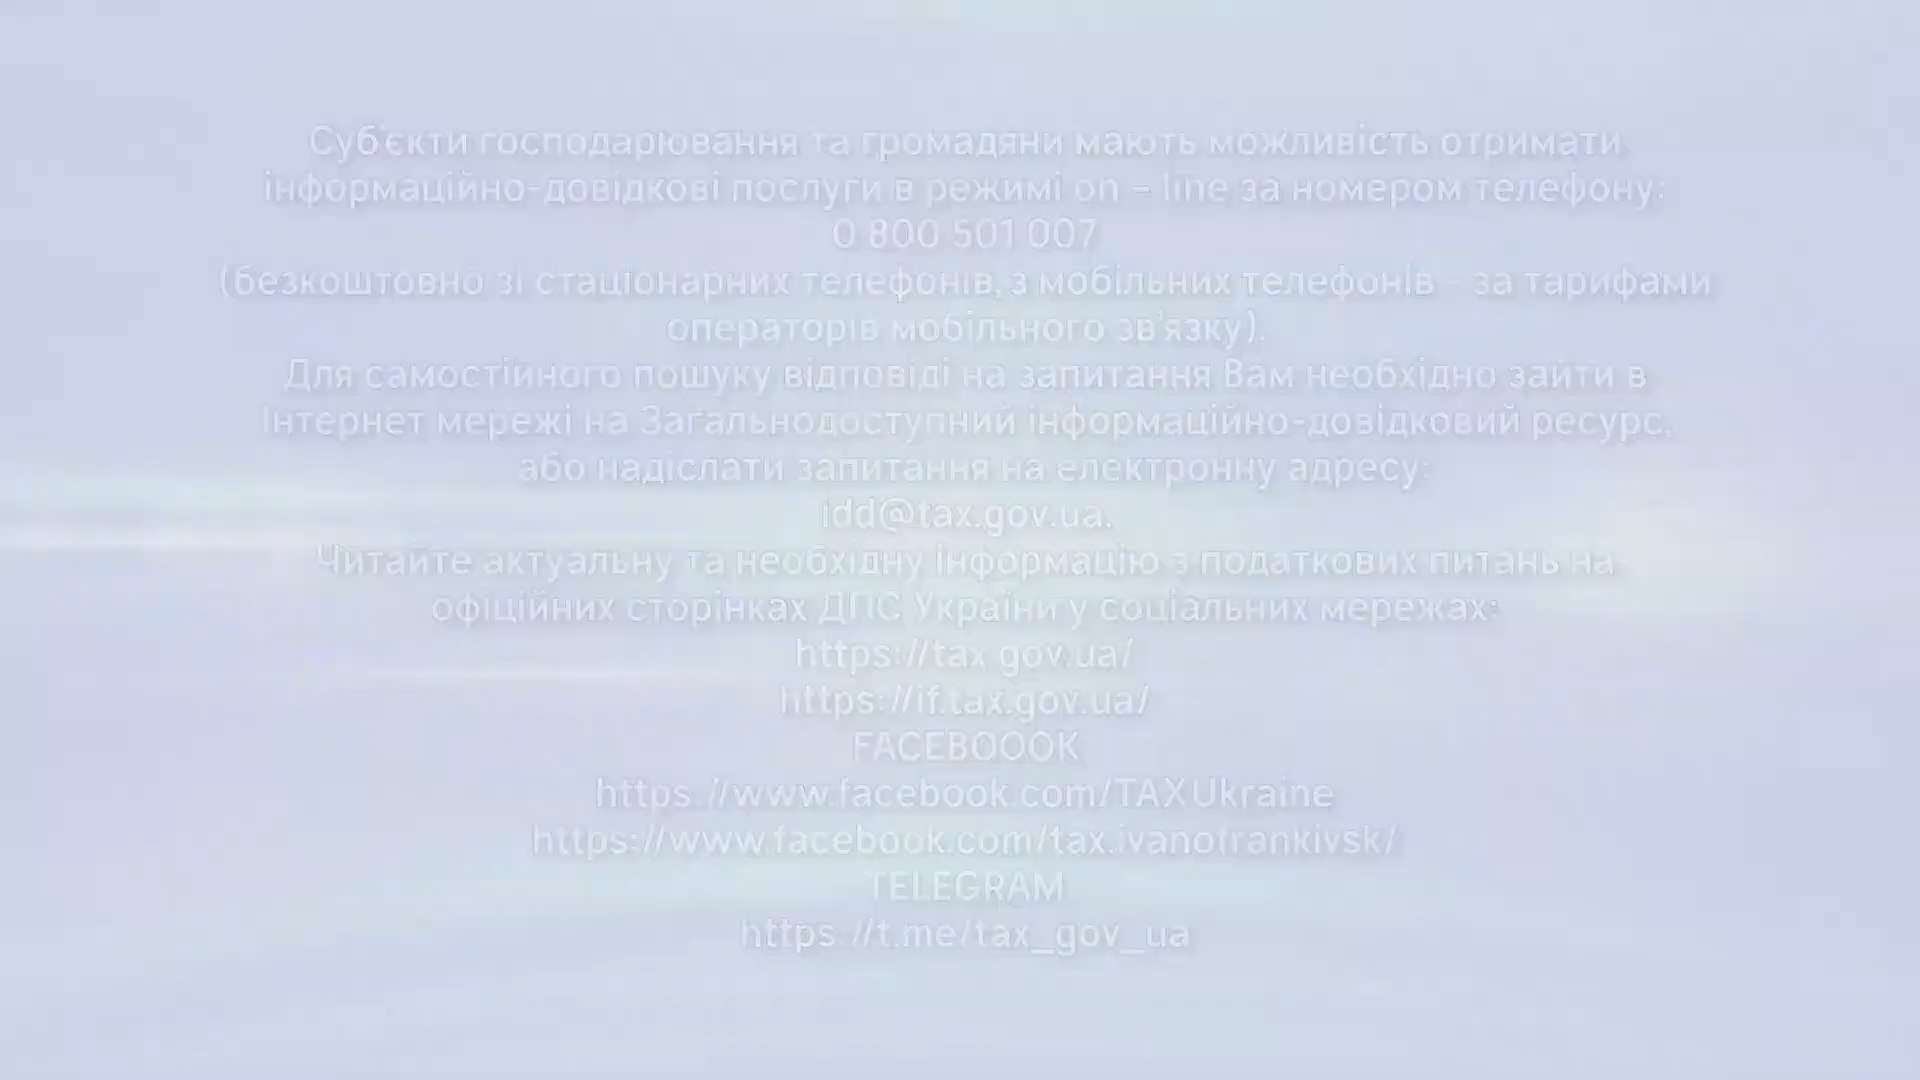 Суб'єкти господарювання та громадяни мають можливість отримати
інформаційно-довідкові послуги в режимі on - line за номером телефону:
0 800 501 007
(безкоштовно зі стаціонарних телефонів, з мобільних телефонів - за тарифами
операторів мобільного зв'язку).
Для самостійного пошуку відповіді на запитання Вам необхідно зайти в
Інтернет мережі на Загальнодоступний інформаційно-довідковий ресурс,
або надіслати запитання на електронну адресу:
idd@tax.gov.ua.
Читайте актуальну та необхідну інформацію з податкових питань на
офіційних сторінках ДПС України у соціальних мережах:
https://tax.gov.ua/
https://if.tax.gov.ua/
FACEBOOOK
https://www.facebook.com/TAXUkraine
https://www.facebook.com/tax.ivanofrankivsk/
TELEGRAM
https://t.me/tax_gov_ua